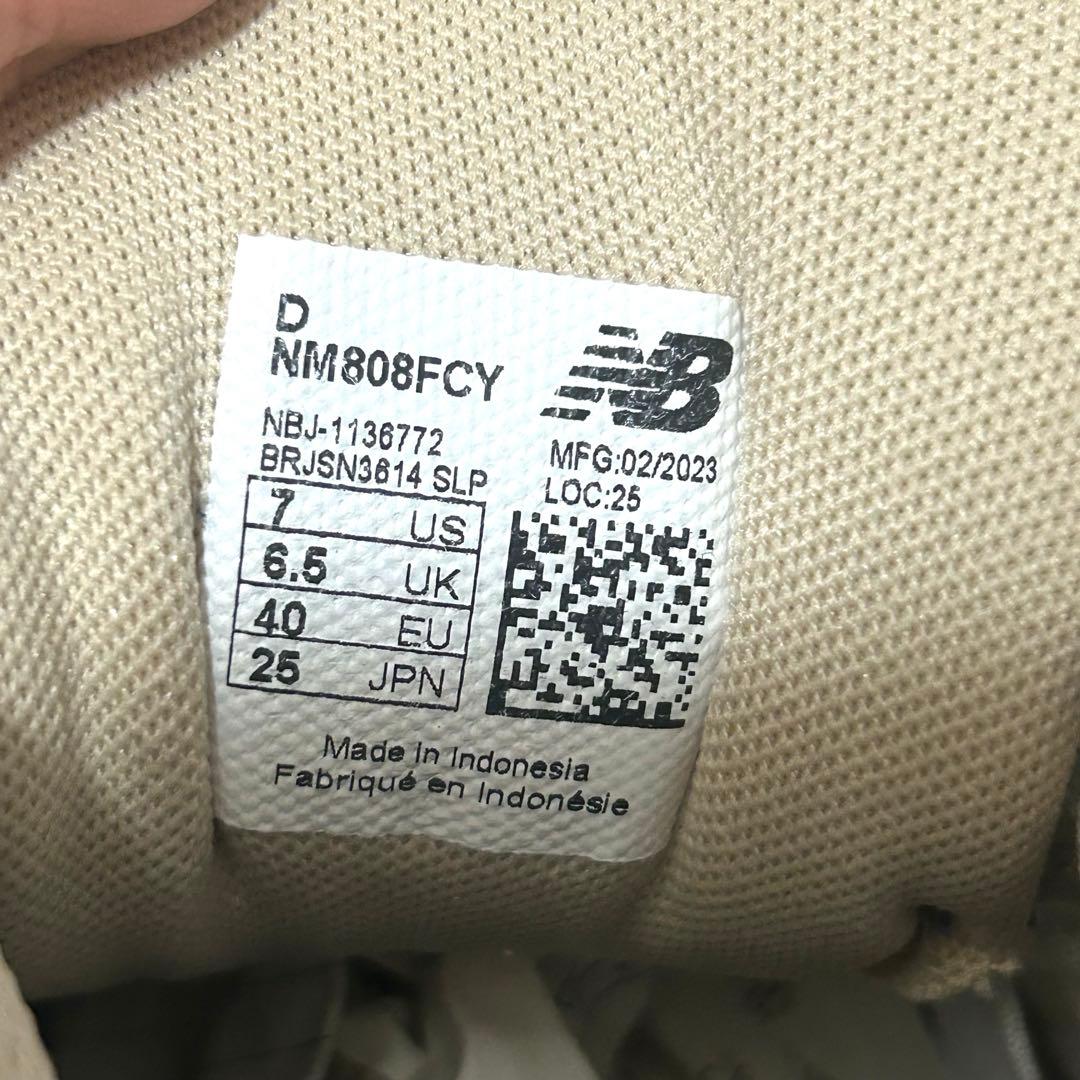 D
NM808FCY
NB
NBJ-1136772
BRJSN3614 SLP
MFG:02/2023
LOC:25
7 US
6.5 UK
40 EU
25 JPN
Made in Indonesia
Fabriqué en Indonésie